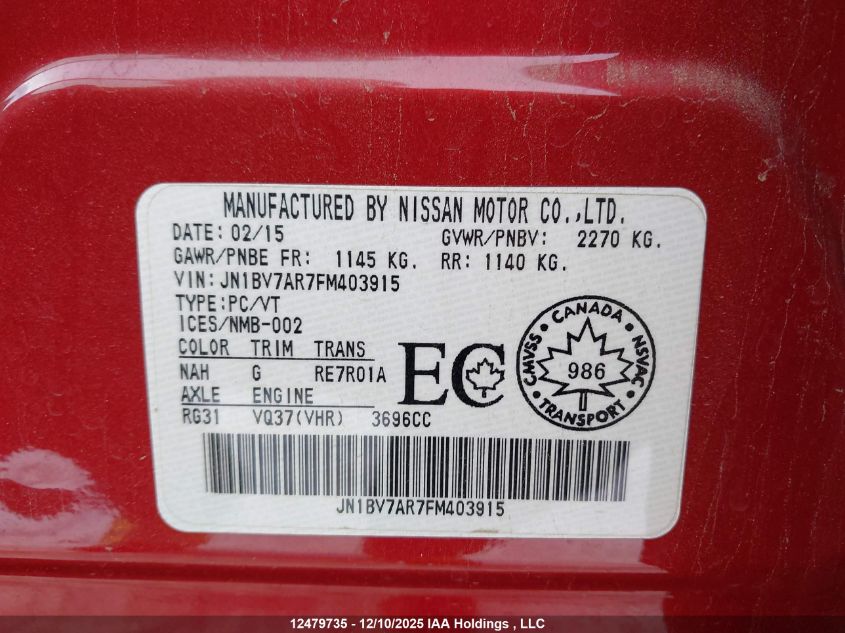 MANUFACTURED BY NISSAN MOTOR CO.,LTD.
DATE: 02/15 GVWR/PNBV: 2270 KG.
GAWR/PNBE FR: 1145 KG. RR: 1140 KG.
VIN: JN1BV7AR7FM403915
TYPE:PC/VT
ICES/NMB-002
COLOR TRIM TRANS
NAH G RE7R01A
AXLE ENGINE
RG31 VQ37(VHR) 3696CC
EC
CMVSS • CANADA • NSVAC • TRANSPORT •
986
JN1BV7AR7FM403915
12479735 - 12/10/2025 IAA Holdings , LLC